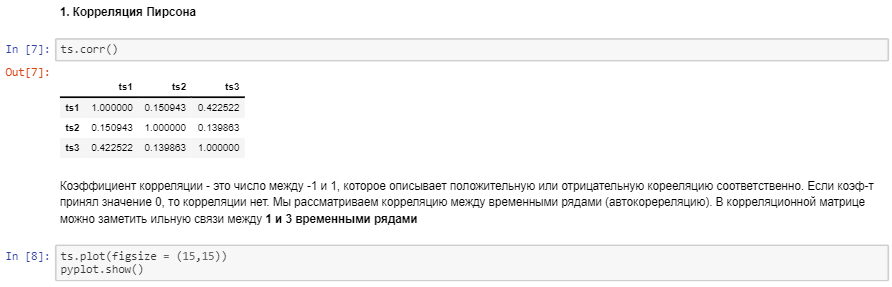 1. Корреляция Пирсона
In [7]: ts.corr()
Out[7]:
ts1 ts2 ts3
ts1 1.000000 0.150943 0.422522
ts2 0.150943 1.000000 0.139863
ts3 0.422522 0.139863 1.000000
Коэффициент корреляции - это число между -1 и 1, которое описывает положительную или отрицательную корееляцию соответственно. Если коэф-т
принял значение 0, то корреляции нет. Мы рассматриваем корреляцию между временными рядами (автокоререляцию). В корреляционной матрице
можно заметить ильную связи между 1 и 3 временными рядами
In [8]: ts.plot(figsize = (15,15))
pyplot.show()